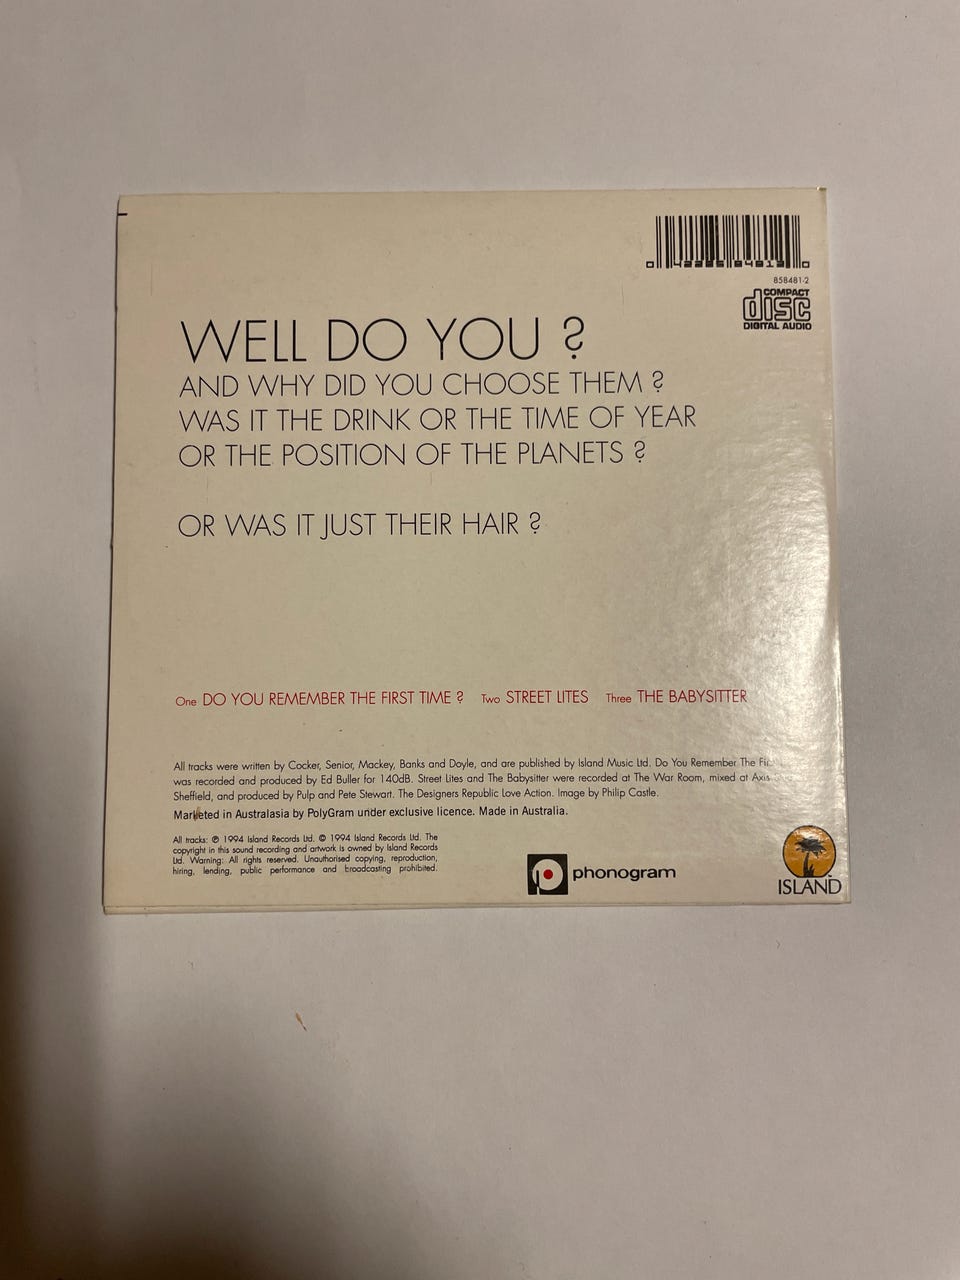 0 42285 84812 0
858481-2
COMPACT
disc
DIGITAL AUDIO
WELL DO YOU ?
AND WHY DID YOU CHOOSE THEM ?
WAS IT THE DRINK OR THE TIME OF YEAR
OR THE POSITION OF THE PLANETS ?
OR WAS IT JUST THEIR HAIR ?
One DO YOU REMEMBER THE FIRST TIME ? Two STREET LITES Three THE BABYSITTER
All tracks were written by Cocker, Senior, Mackey, Banks and Doyle, and are published by Island Music Ltd. Do You Remember The
was recorded and produced by Ed Buller for 140dB. Street Lites and The Babysitter were recorded at The War Room, mixed at Axis
Sheffield, and produced by Pulp and Pete Stewart. The Designers Republic Love Action. Image by Philip Castle.
Marketed in Australasia by PolyGram under exclusive licence. Made in Australia.
All tracks: ℗ 1994 Island Records Ltd. © 1994 Island Records Ltd. The
copyright in this sound recording and artwork is owned by Island Records
Ltd. Warning: All rights reserved. Unauthorised copying, reproduction,
hiring, lending, public performance and broadcasting prohibited.
phonogram
ISLAND